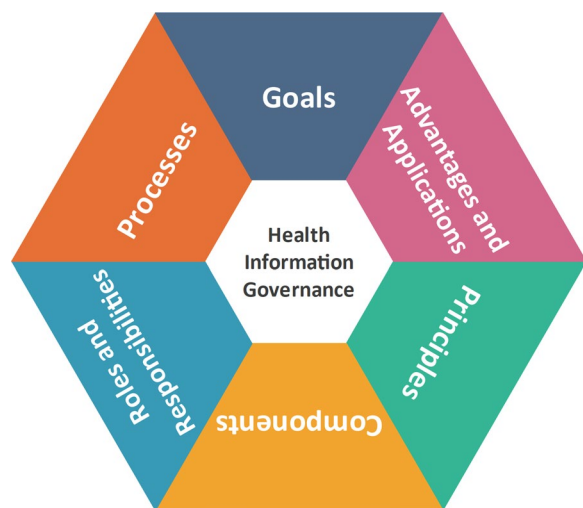 Goals
Advantages and
Applications
Principles
Components
Roles and
Responsibilities
Processes
Health
Information
Governance